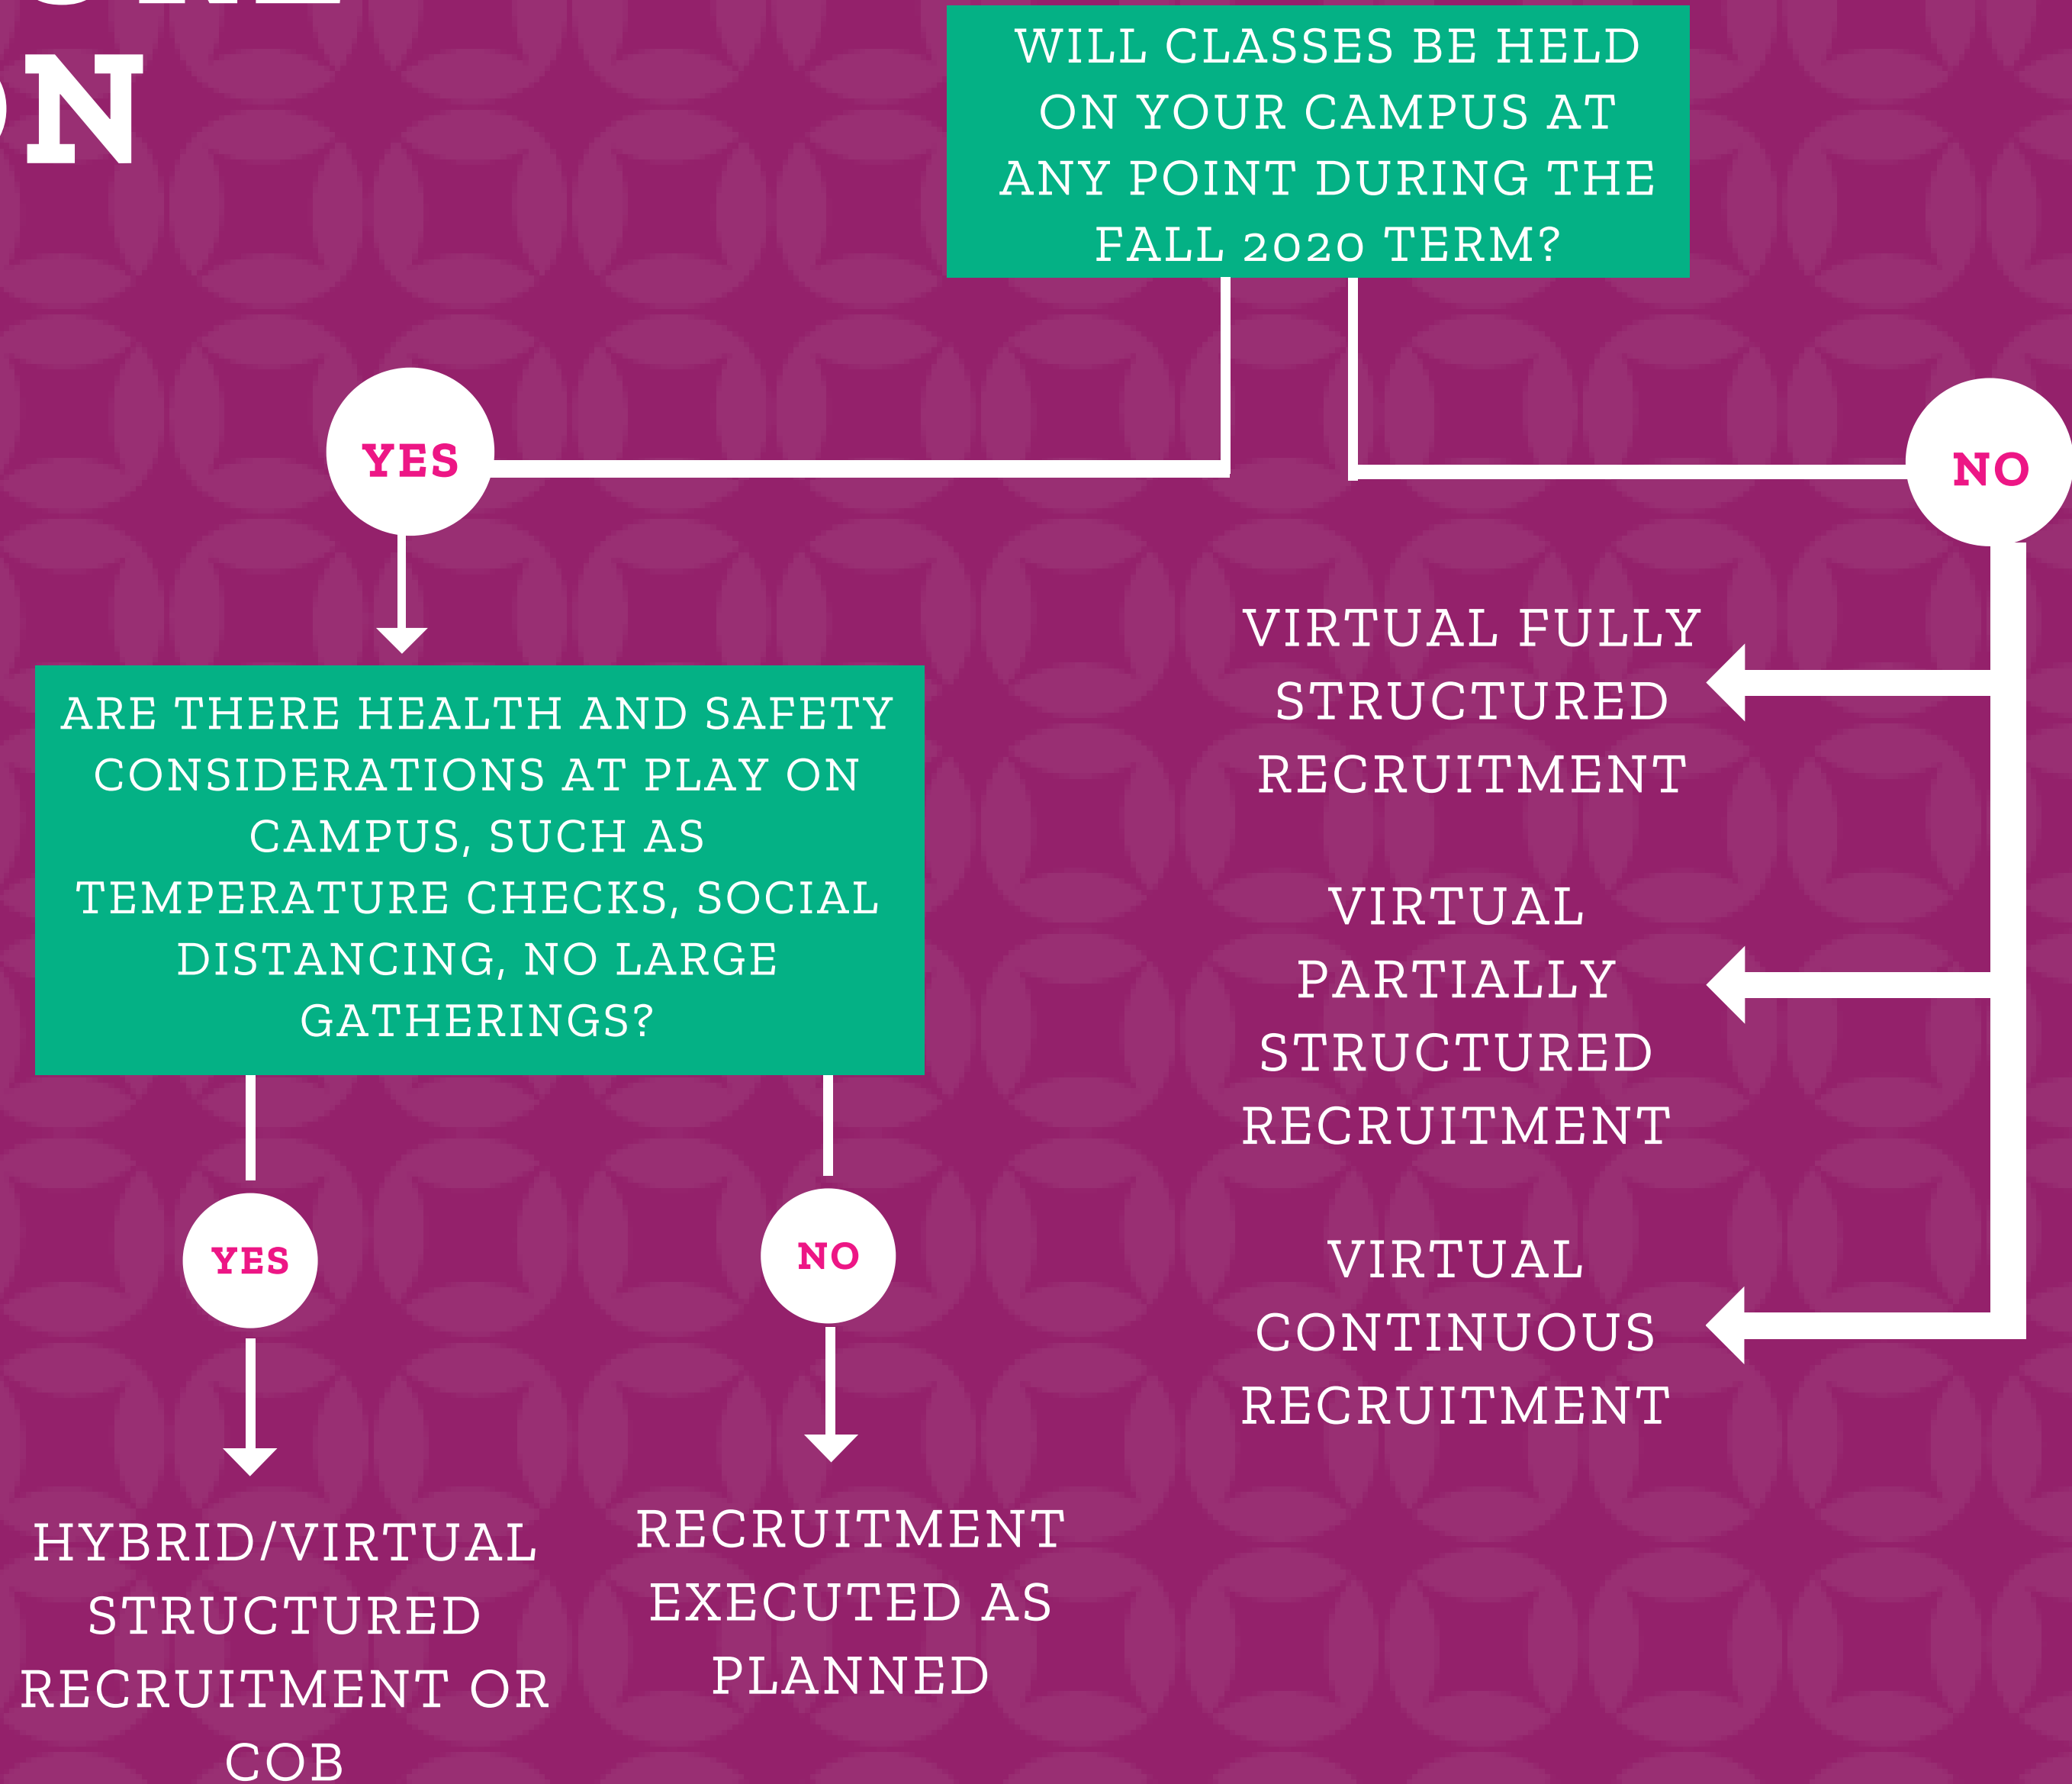 ON
WILL CLASSES BE HELD
ON YOUR CAMPUS AT
ANY POINT DURING THE
FALL 2020 TERM?
YES
NO
ARE THERE HEALTH AND SAFETY
CONSIDERATIONS AT PLAY ON
CAMPUS, SUCH AS
TEMPERATURE CHECKS, SOCIAL
DISTANCING, NO LARGE
GATHERINGS?
YES
NO
HYBRID/VIRTUAL
STRUCTURED
RECRUITMENT OR
COB
RECRUITMENT
EXECUTED AS
PLANNED
VIRTUAL FULLY
STRUCTURED
RECRUITMENT
VIRTUAL
PARTIALLY
STRUCTURED
RECRUITMENT
VIRTUAL
CONTINUOUS
RECRUITMENT